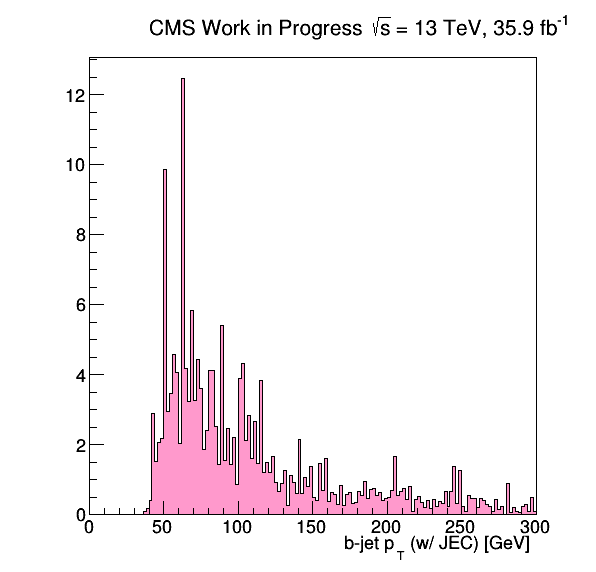 CMS Work in Progress √s = 13 TeV, 35.9 fb⁻¹
12
10
8
6
4
2
0
0 50 100 150 200 250 300
b-jet p_T (w/ JEC) [GeV]